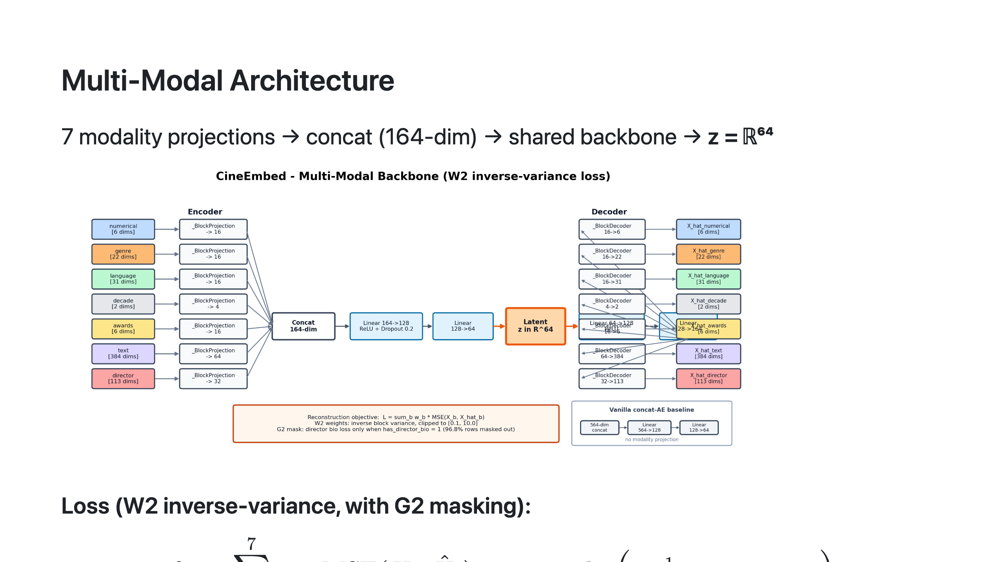 Multi-Modal Architecture
7 modality projections → concat (164-dim) → shared backbone → z = ℝ⁶⁴
CineEmbed - Multi-Modal Backbone (W2 inverse-variance loss)
Encoder
Decoder
numerical
[6 dims]
_BlockProjection
-> 16
_BlockDecoder
16->6
X_hat_numerical
[6 dims]
genre
[22 dims]
_BlockProjection
-> 16
_BlockDecoder
16->22
X_hat_genre
[22 dims]
language
[31 dims]
_BlockProjection
-> 16
_BlockDecoder
16->31
X_hat_language
[31 dims]
decade
[2 dims]
_BlockProjection
-> 4
_BlockDecoder
4->2
X_hat_decade
[2 dims]
awards
[6 dims]
_BlockProjection
-> 16
Concat
164-dim
Linear 164->128
ReLU + Dropout 0.2
Linear
128->64
Latent
z in R^64
Linear 64->128
ReLU
_BlockDecoder
16->6
Linear
128->164
X_hat_awards
[6 dims]
text
[384 dims]
_BlockProjection
-> 64
_BlockDecoder
64->384
X_hat_text
[384 dims]
director
[113 dims]
_BlockProjection
-> 32
_BlockDecoder
32->113
X_hat_director
[113 dims]
Reconstruction objective:  L = sum_b w_b * MSE(X_b, X_hat_b)
W2 weights: inverse block variance, clipped to [0.1, 10.0]
G2 mask: director bio loss only when has_director_bio = 1 (96.8% rows masked out)
Vanilla concat-AE baseline
564-dim
concat
Linear
564->128
Linear
128->64
no modality projection
Loss (W2 inverse-variance, with G2 masking):
7